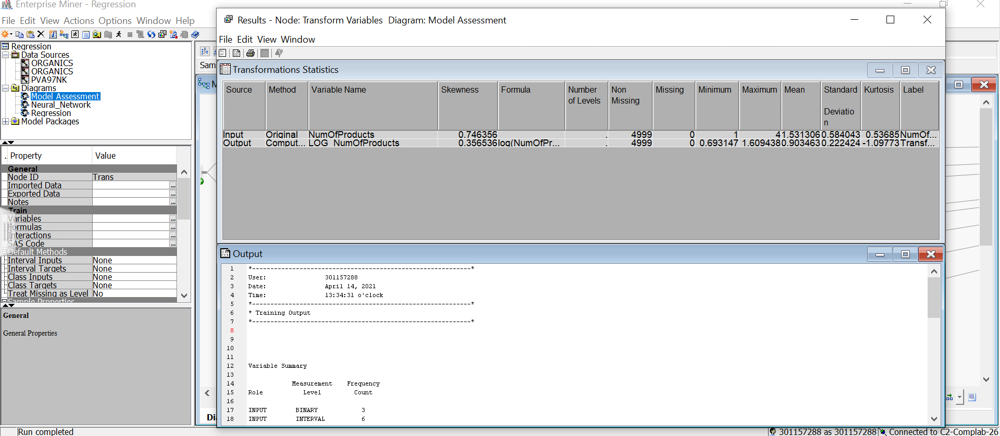 Enterprise Miner - Regression
File Edit View Actions Options Window Help
Regression
Data Sources
ORGANICS
ORGANICS
PVA97NK
Diagrams
Model_Assessment
Neural_Network
Regression
Model Packages
.. Property Value
General
Node ID Trans
Imported Data ...
Exported Data ...
Notes ...
Train
Variables ...
Formulas ...
Interactions ...
SAS Code ...
Default Methods
Interval Inputs None
Interval Targets None
Class Inputs None
Class Targets None
Treat Missing as Level No
Sample Properties
General
General Properties
Run completed
Sam
M
Dia
Results - Node: Transform Variables Diagram: Model Assessment
File Edit View Window
Transformations Statistics
Source Method Variable Name Skewness Formula Number of Levels Non Missing Missing Minimum Maximum Mean Standard Deviation Kurtosis Label
Input Original NumOfProducts 0.746356 . 4999 0 1 4 1.531306 0.584043 0.53685 NumOf...
Output Comput... LOG_NumOfProducts 0.356536 log(NumOfPr... . 4999 0 0.693147 1.609438 0.903463 0.222424 -1.09773 Transf...
Output
1 *------------------------------------------------------------*
2 User: 301157288
3 Date: April 14, 2021
4 Time: 13:34:31 o'clock
5 *------------------------------------------------------------*
6 * Training Output
7 *------------------------------------------------------------*
8
9
10
11
12 Variable Summary
13
14 Measurement Frequency
15 Role Level Count
16
17 INPUT BINARY 3
18 INPUT INTERVAL 6
301157288 as 301157288 Connected to C2-Complab-26